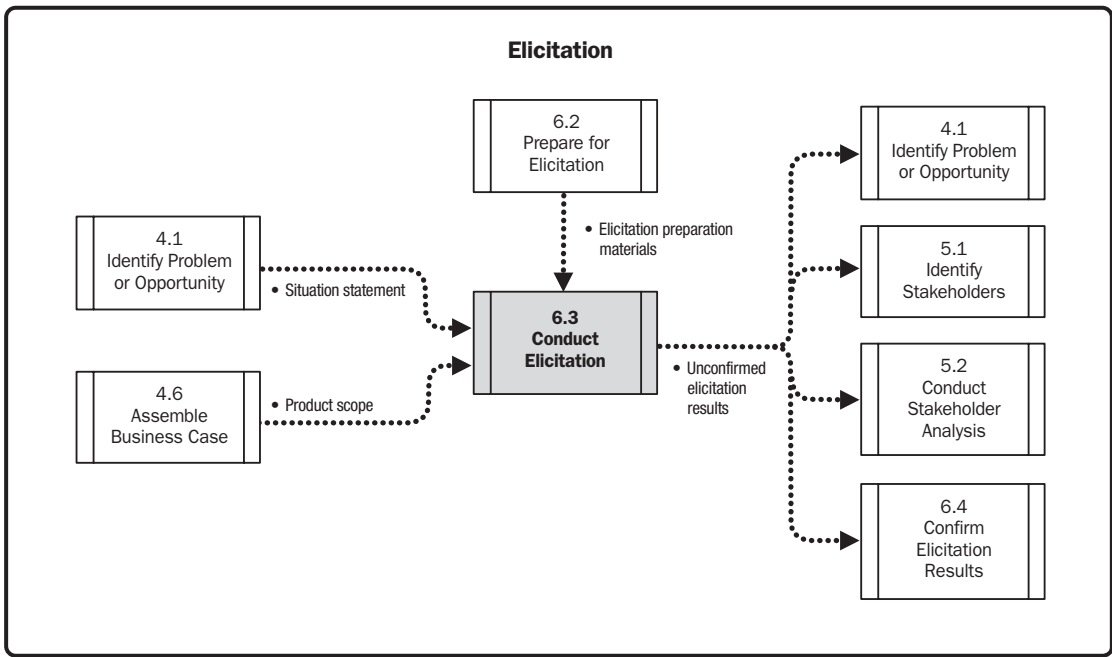 Elicitation
6.2
Prepare for
Elicitation
4.1
Identify Problem
or Opportunity
• Elicitation preparation
materials
4.1
Identify Problem
or Opportunity
• Situation statement
5.1
Identify
Stakeholders
6.3
Conduct
Elicitation
• Unconfirmed
elicitation
results
4.6
Assemble
Business Case
• Product scope
5.2
Conduct
Stakeholder
Analysis
6.4
Confirm
Elicitation
Results